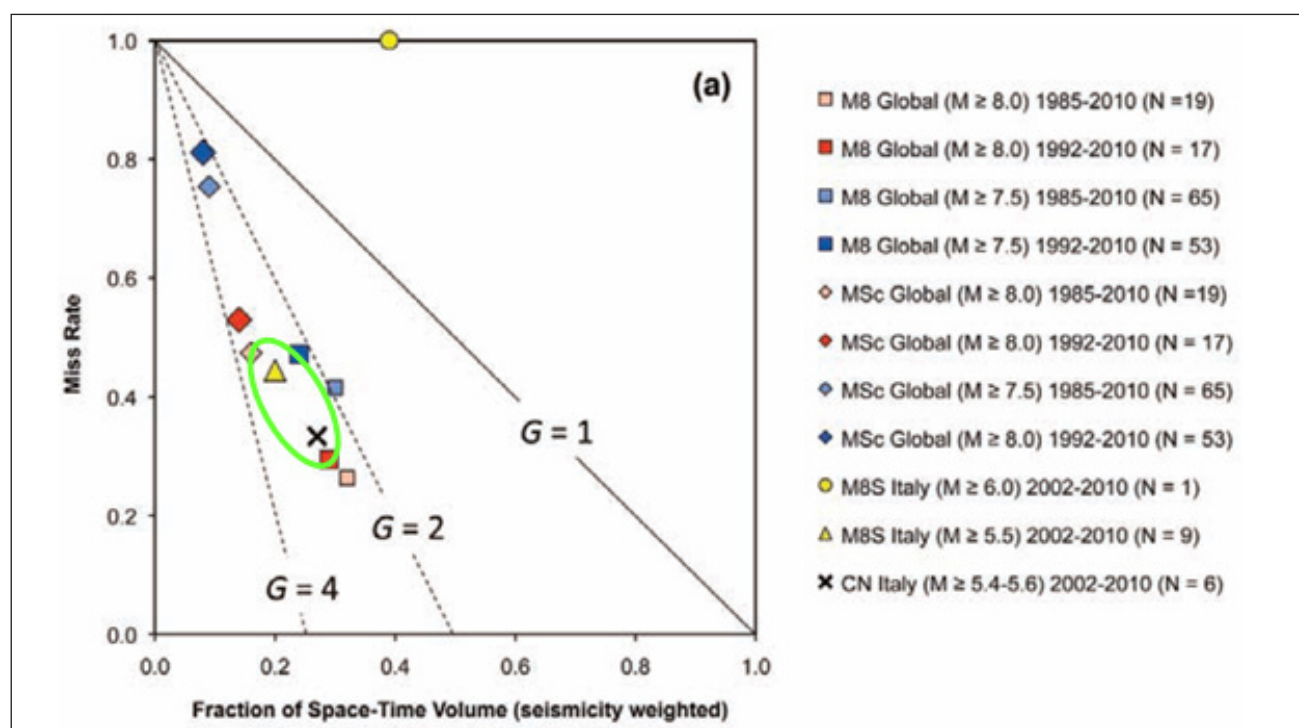 1.0
(a)
0.8
0.6
0.4
0.2
0.0
Miss Rate
G = 1
G = 2
G = 4
0.0 0.2 0.4 0.6 0.8 1.0
Fraction of Space-Time Volume (seismicity weighted)
M8 Global (M ≥ 8.0) 1985-2010 (N =19)
M8 Global (M ≥ 8.0) 1992-2010 (N = 17)
M8 Global (M ≥ 7.5) 1985-2010 (N = 65)
M8 Global (M ≥ 7.5) 1992-2010 (N = 53)
MSc Global (M ≥ 8.0) 1985-2010 (N =19)
MSc Global (M ≥ 8.0) 1992-2010 (N = 17)
MSc Global (M ≥ 7.5) 1985-2010 (N = 65)
MSc Global (M ≥ 8.0) 1992-2010 (N = 53)
M8S Italy (M ≥ 6.0) 2002-2010 (N = 1)
M8S Italy (M ≥ 5.5) 2002-2010 (N = 9)
CN Italy (M ≥ 5.4-5.6) 2002-2010 (N = 6)